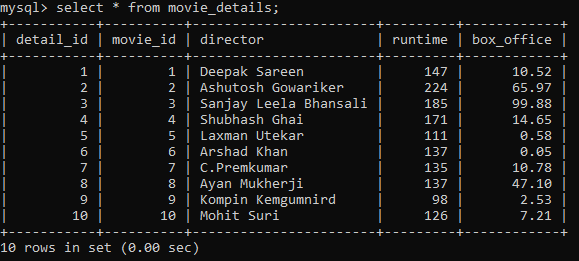 mysql> select * from movie_details;
+-----------+----------+----------------------+---------+------------+
| detail_id | movie_id | director             | runtime | box_office |
+-----------+----------+----------------------+---------+------------+
|         1 |        1 | Deepak Sareen        |     147 |      10.52 |
|         2 |        2 | Ashutosh Gowariker   |     224 |      65.97 |
|         3 |        3 | Sanjay Leela Bhansali |     185 |      99.88 |
|         4 |        4 | Shubhash Ghai        |     171 |      14.65 |
|         5 |        5 | Laxman Utekar        |     111 |       0.58 |
|         6 |        6 | Arshad Khan          |     137 |       0.05 |
|         7 |        7 | C.Premkumar          |     135 |      10.78 |
|         8 |        8 | Ayan Mukherji        |     137 |      47.10 |
|         9 |        9 | Kompin Kemgumnird    |      98 |       2.53 |
|        10 |       10 | Mohit Suri           |     126 |       7.21 |
+-----------+----------+----------------------+---------+------------+
10 rows in set (0.00 sec)